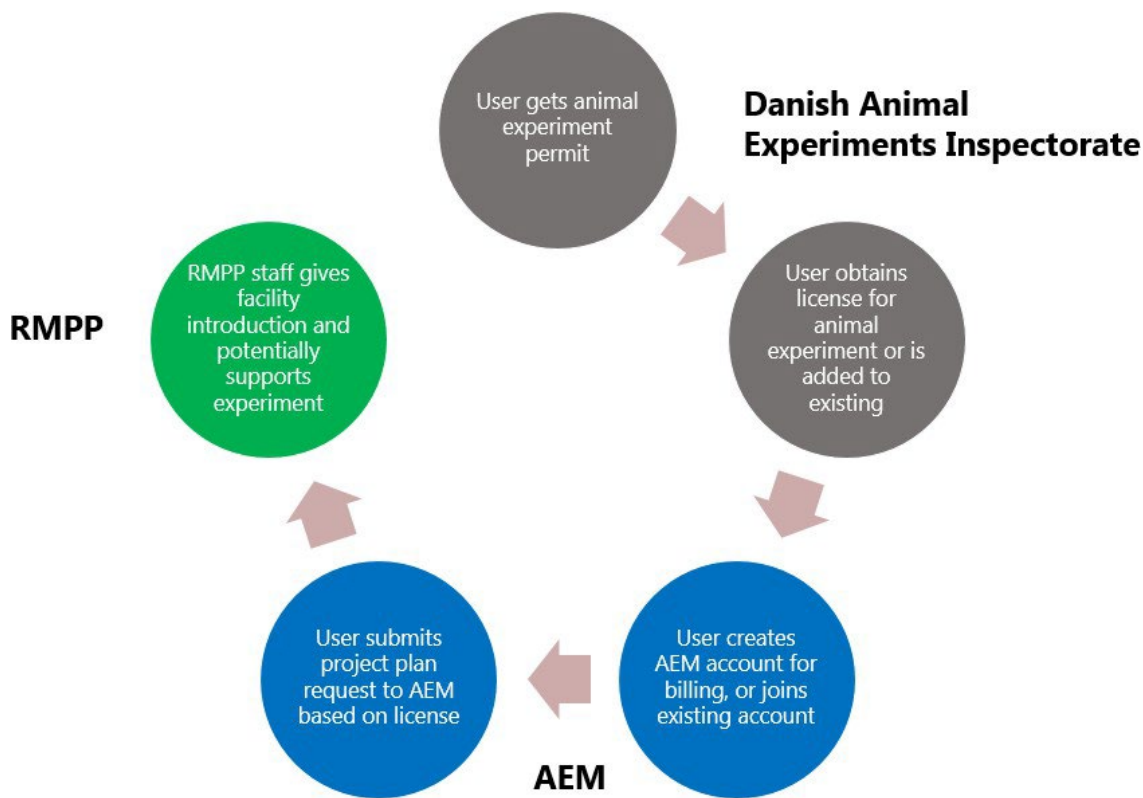 User gets animal
experiment
permit
Danish Animal
Experiments Inspectorate
User obtains
license for
animal
experiment or is
added to
existing
User creates
AEM account for
billing, or joins
existing account
AEM
User submits
project plan
request to AEM
based on license
RMPP
RMPP staff gives
facility
introduction and
potentially
supports
experiment